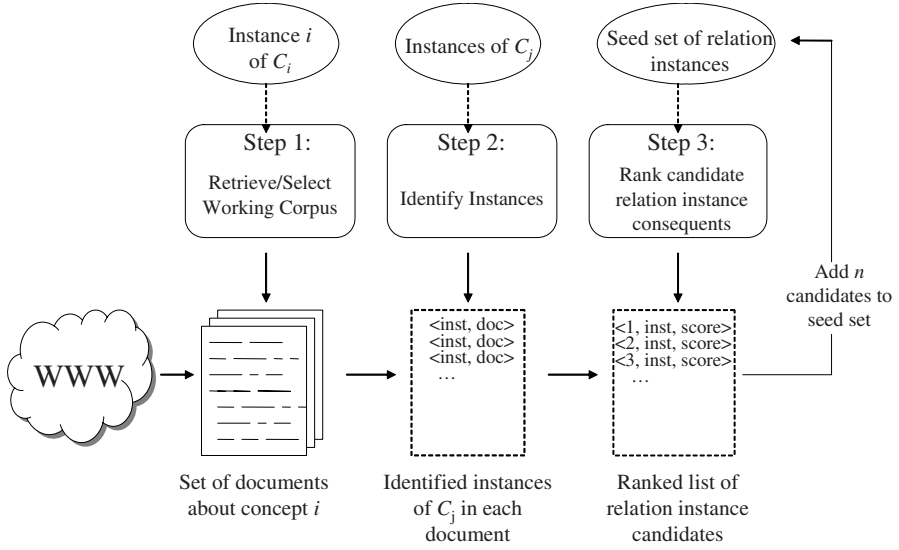 Instance i
of Ci
Instances of Cj
Seed set of relation
instances
Step 1:
Retrieve/Select
Working Corpus
Step 2:
Identify Instances
Step 3:
Rank candidate
relation instance
consequents
Add n
candidates to
seed set
WWW
<inst, doc>
<inst, doc>
<inst, doc>
…
<1, inst, score>
<2, inst, score>
<3, inst, score>
…
Set of documents
about concept i
Identified instances
of Cj in each
document
Ranked list of
relation instance
candidates